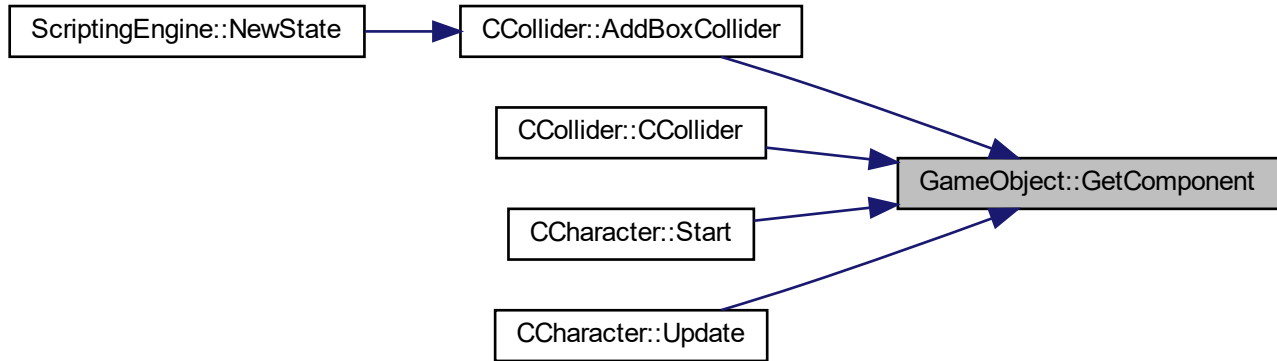 ScriptingEngine::NewState
CCollider::AddBoxCollider
CCollider::CCollider
GameObject::GetComponent
CCharacter::Start
CCharacter::Update